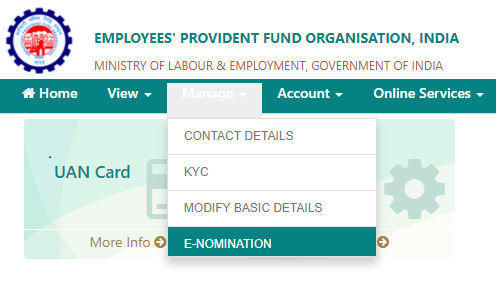 EMPLOYEES' PROVIDENT FUND ORGANISATION, INDIA
MINISTRY OF LABOUR & EMPLOYMENT, GOVERNMENT OF INDIA
Home View Manage Account Online Services
CONTACT DETAILS
UAN Card
KYC
MODIFY BASIC DETAILS
More Info
E-NOMINATION